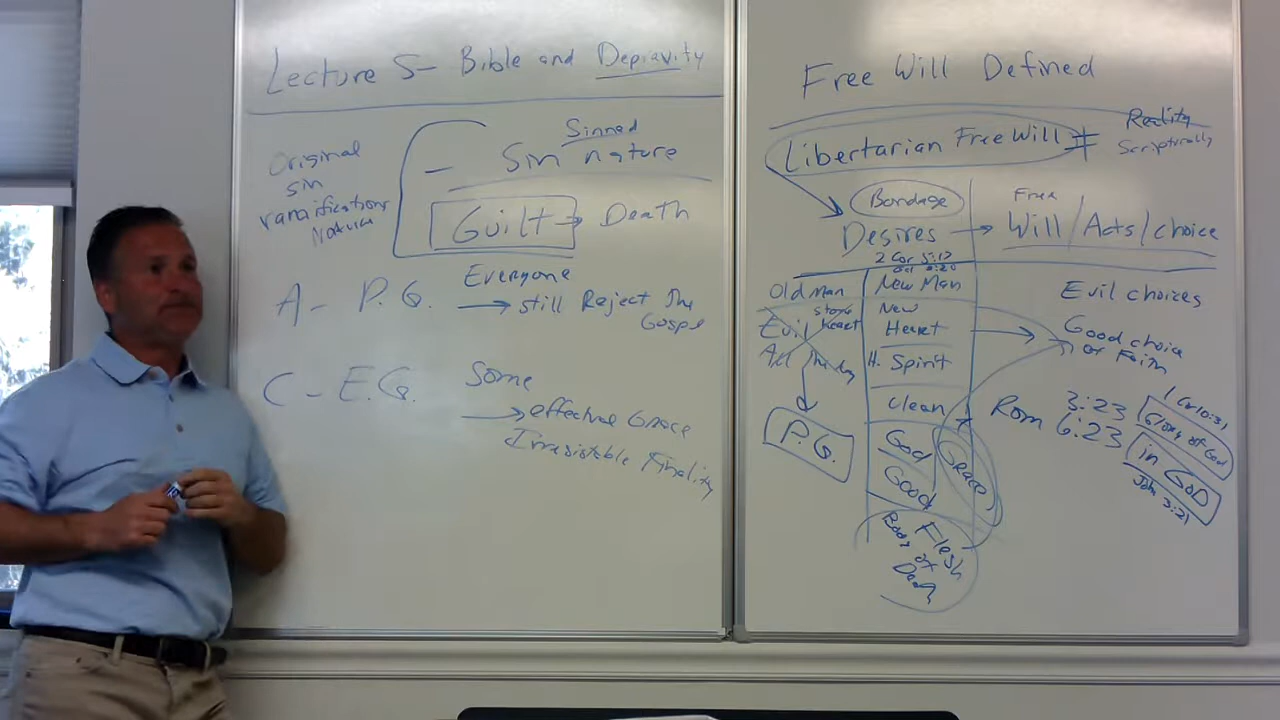 Lecture 5- Bible and Depravity
Original
sin
ramifications
Nature
Sinned
- Sin nature
Guilt → Death
A - P.G. Everyone
→ still Reject The
Gospel
C - E.G. Some
→ effectual Grace
Irresistible Finality
Free Will Defined
Libertarian Free Will ≠ Reality
Scripturally
Bondage
Desires → Free
Will / Acts / choice
2 Cor 5:17
Old man
New Man
Evil choices
stone
heart
New
Heart → Good choice
of Faith
Evil
All The day
H. Spirit
Clean
P.G.
God
Good
Grace
Flesh
Body of
Death
Rom 3:23
6:23
1 Cor 10:31
Glory of God
in GOD
John 3:21